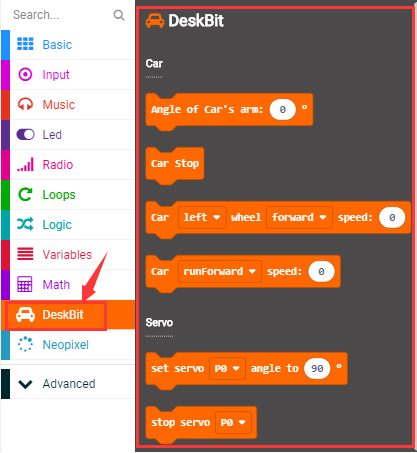 Search...
Basic
Input
Music
Led
Radio
Loops
Logic
Variables
Math
DeskBit
Neopixel
Advanced
DeskBit
Car
Angle of Car's arm: 0 °
Car Stop
Car left wheel forward speed: 0
Car runForward speed: 0
Servo
set servo P0 angle to 90 °
stop servo P0